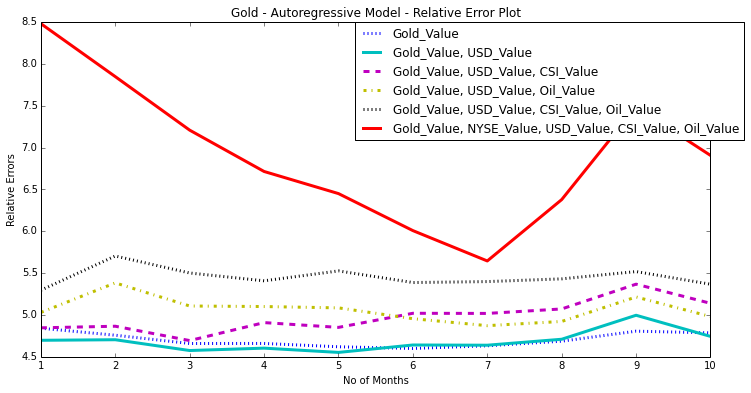 Gold - Autoregressive Model - Relative Error Plot
8.5
8.0
7.5
7.0
6.5
6.0
5.5
5.0
4.5
Relative Errors
Gold_Value
Gold_Value, USD_Value
Gold_Value, USD_Value, CSI_Value
Gold_Value, USD_Value, Oil_Value
Gold_Value, USD_Value, CSI_Value, Oil_Value
Gold_Value, NYSE_Value, USD_Value, CSI_Value, Oil_Value
1 2 3 4 5 6 7 8 9 10
No of Months